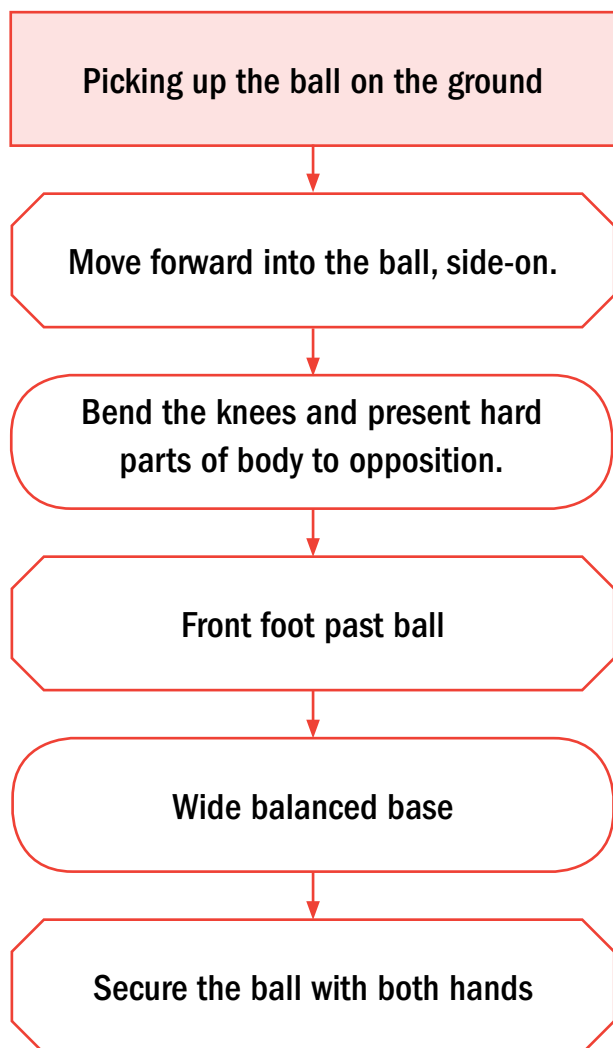 Picking up the ball on the ground
Move forward into the ball, side-on.
Bend the knees and present hard
parts of body to opposition.
Front foot past ball
Wide balanced base
Secure the ball with both hands